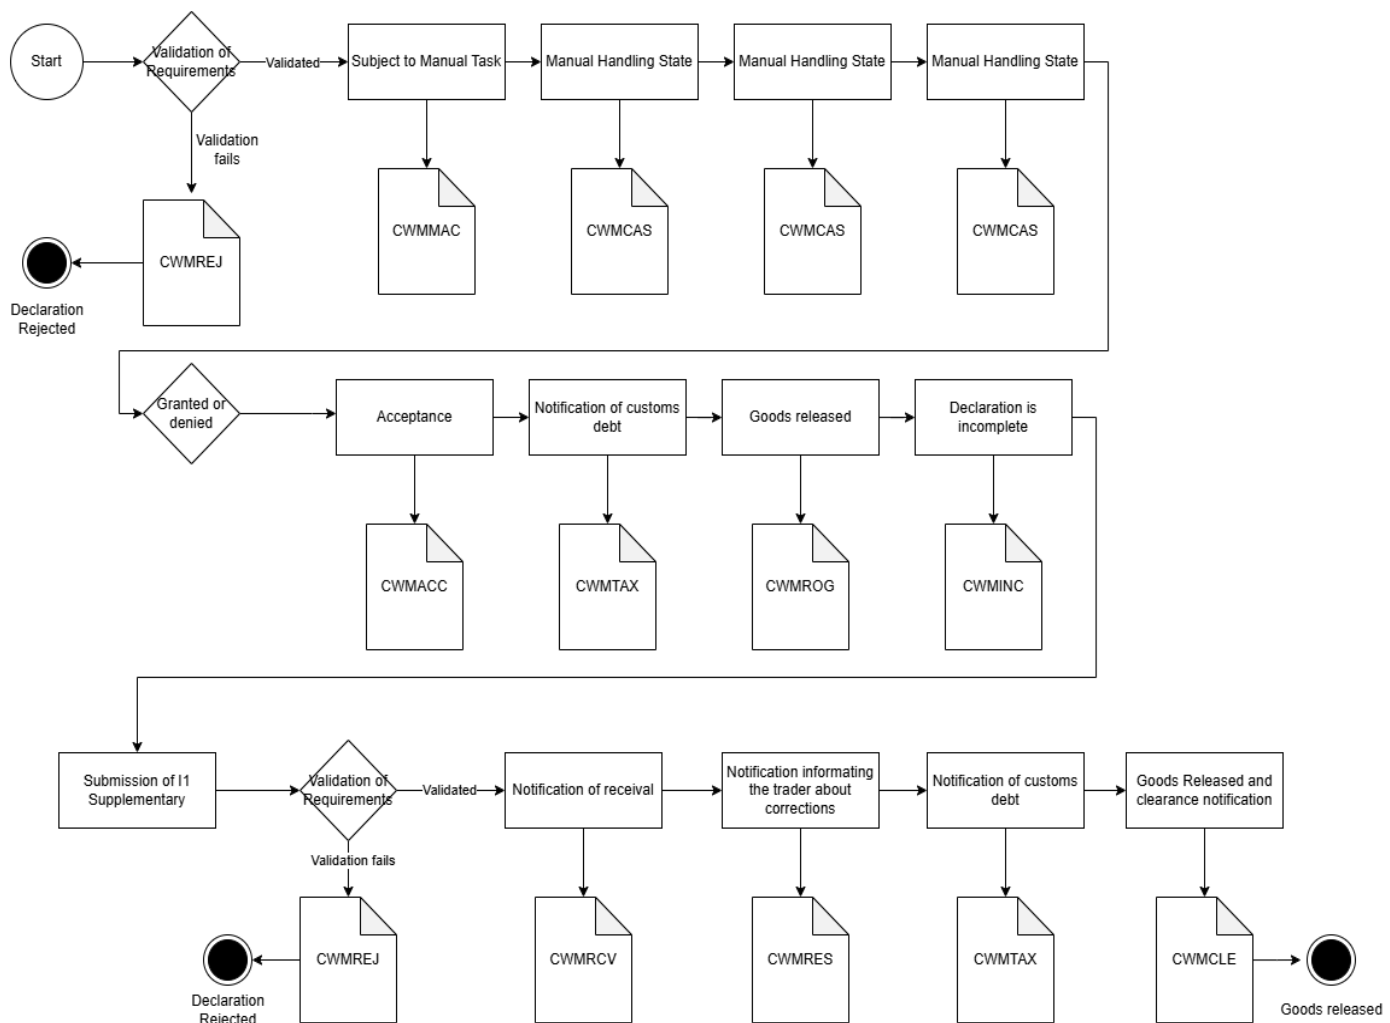 Start
Validation of
Requirements
Validated
Subject to Manual Task
Manual Handling State
Manual Handling State
Manual Handling State
Validation
fails
CWMMAC
CWMCAS
CWMCAS
CWMCAS
CWMREJ
Declaration
Rejected
Granted or
denied
Acceptance
Notification of customs
debt
Goods released
Declaration is
incomplete
CWMACC
CWMTAX
CWMROG
CWMINC
Submission of I1
Supplementary
Validation of
Requirements
Validated
Notification of receival
Notification informating
the trader about
corrections
Notification of customs
debt
Goods Released and
clearance notification
Validation fails
CWMREJ
CWMRCV
CWMRES
CWMTAX
CWMCLE
Declaration
Rejected
Goods released